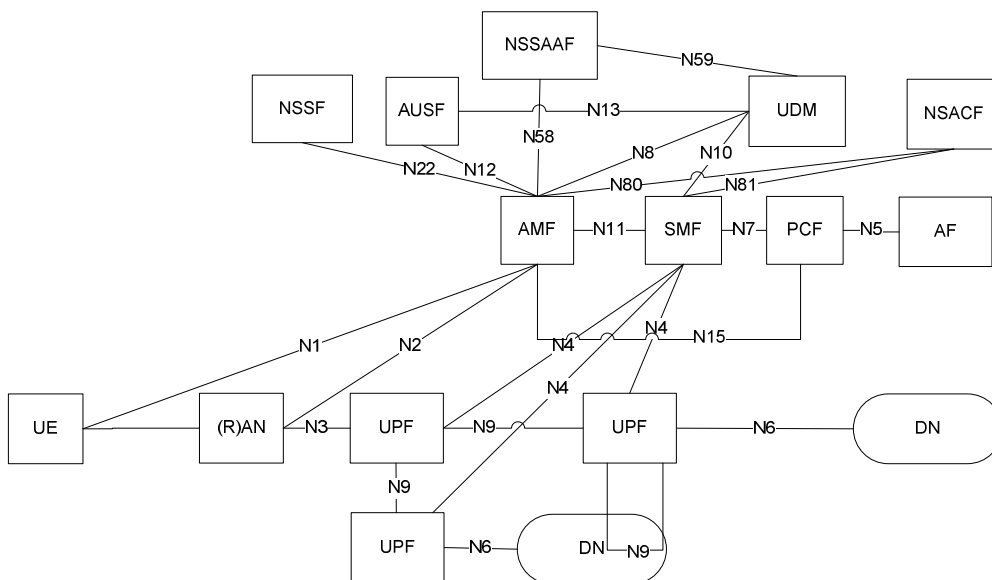 NSSAAF
N59
NSSF
AUSF
N13
UDM
NSACF
N58
N22
N12
N8
N10
N80
N81
AMF
N11
SMF
N7
PCF
N5
AF
N1
N2
N4
N4
N15
N4
UE
(R)AN
N3
UPF
N9
UPF
N6
DN
N9
UPF
N6
DN
N9